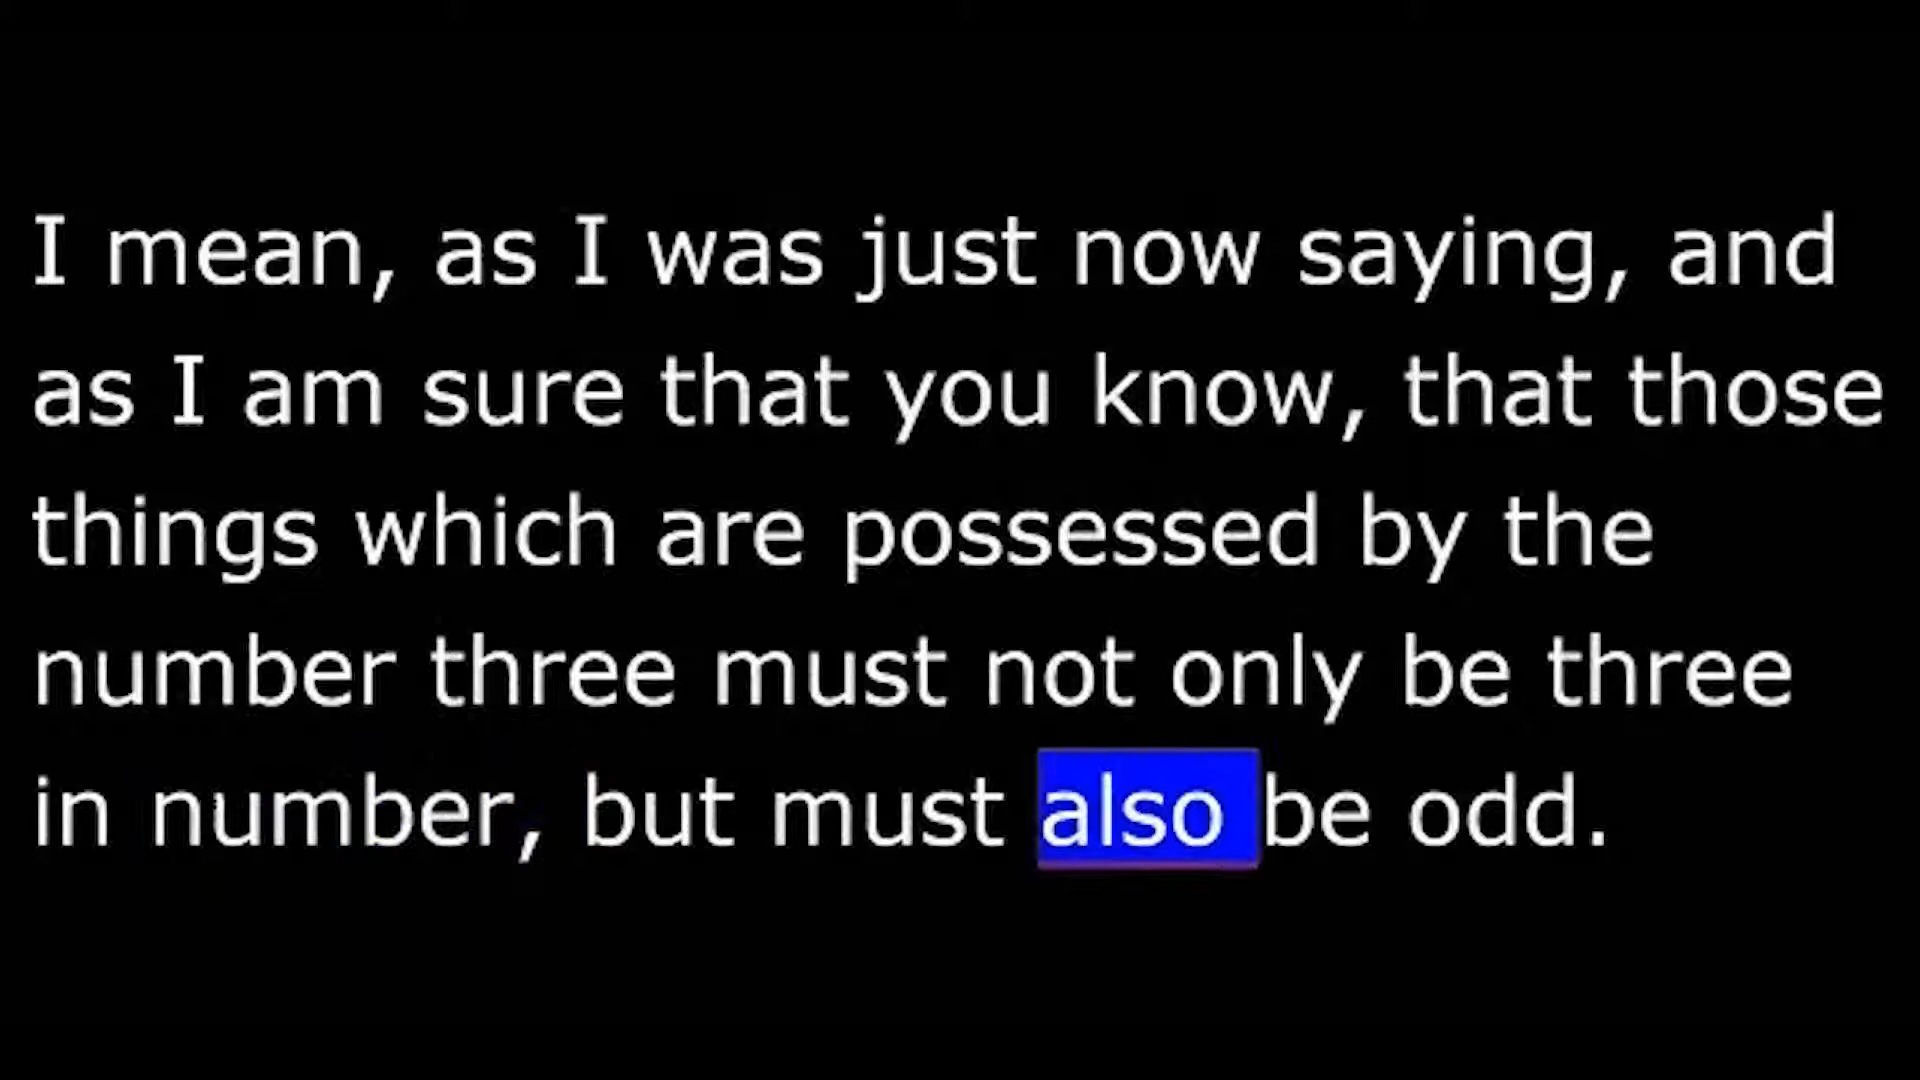 I mean, as I was just now saying, and
as I am sure that you know, that those
things which are possessed by the
number three must not only be three
in number, but must also be odd.